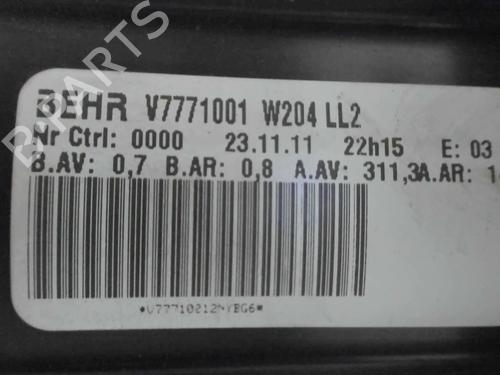 B-PARTS
BEHR V7771001 W204 LL2
Nr Ctrl: 0000 23.11.11 22h15 E: 03
B.AV: 0,7 B.AR: 0,8 A.AV: 311,3A.AR: 1
*V77710212NYBG6*